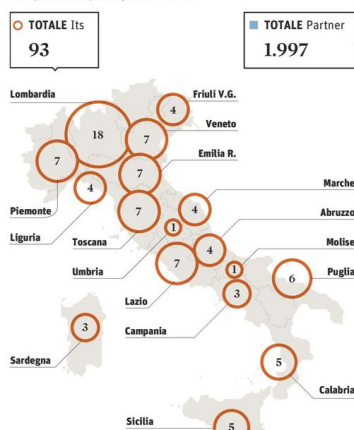 TOTALE Its
93
TOTALE Partner
1.997
Lombardia
18
Friuli V.G.
4
Veneto
7
Emilia R.
7
Piemonte
7
Liguria
4
Toscana
7
Marche
4
Umbria
1
Abruzzo
4
Lazio
7
Molise
1
Campania
3
Puglia
6
Sardegna
3
Calabria
5
Sicilia
5